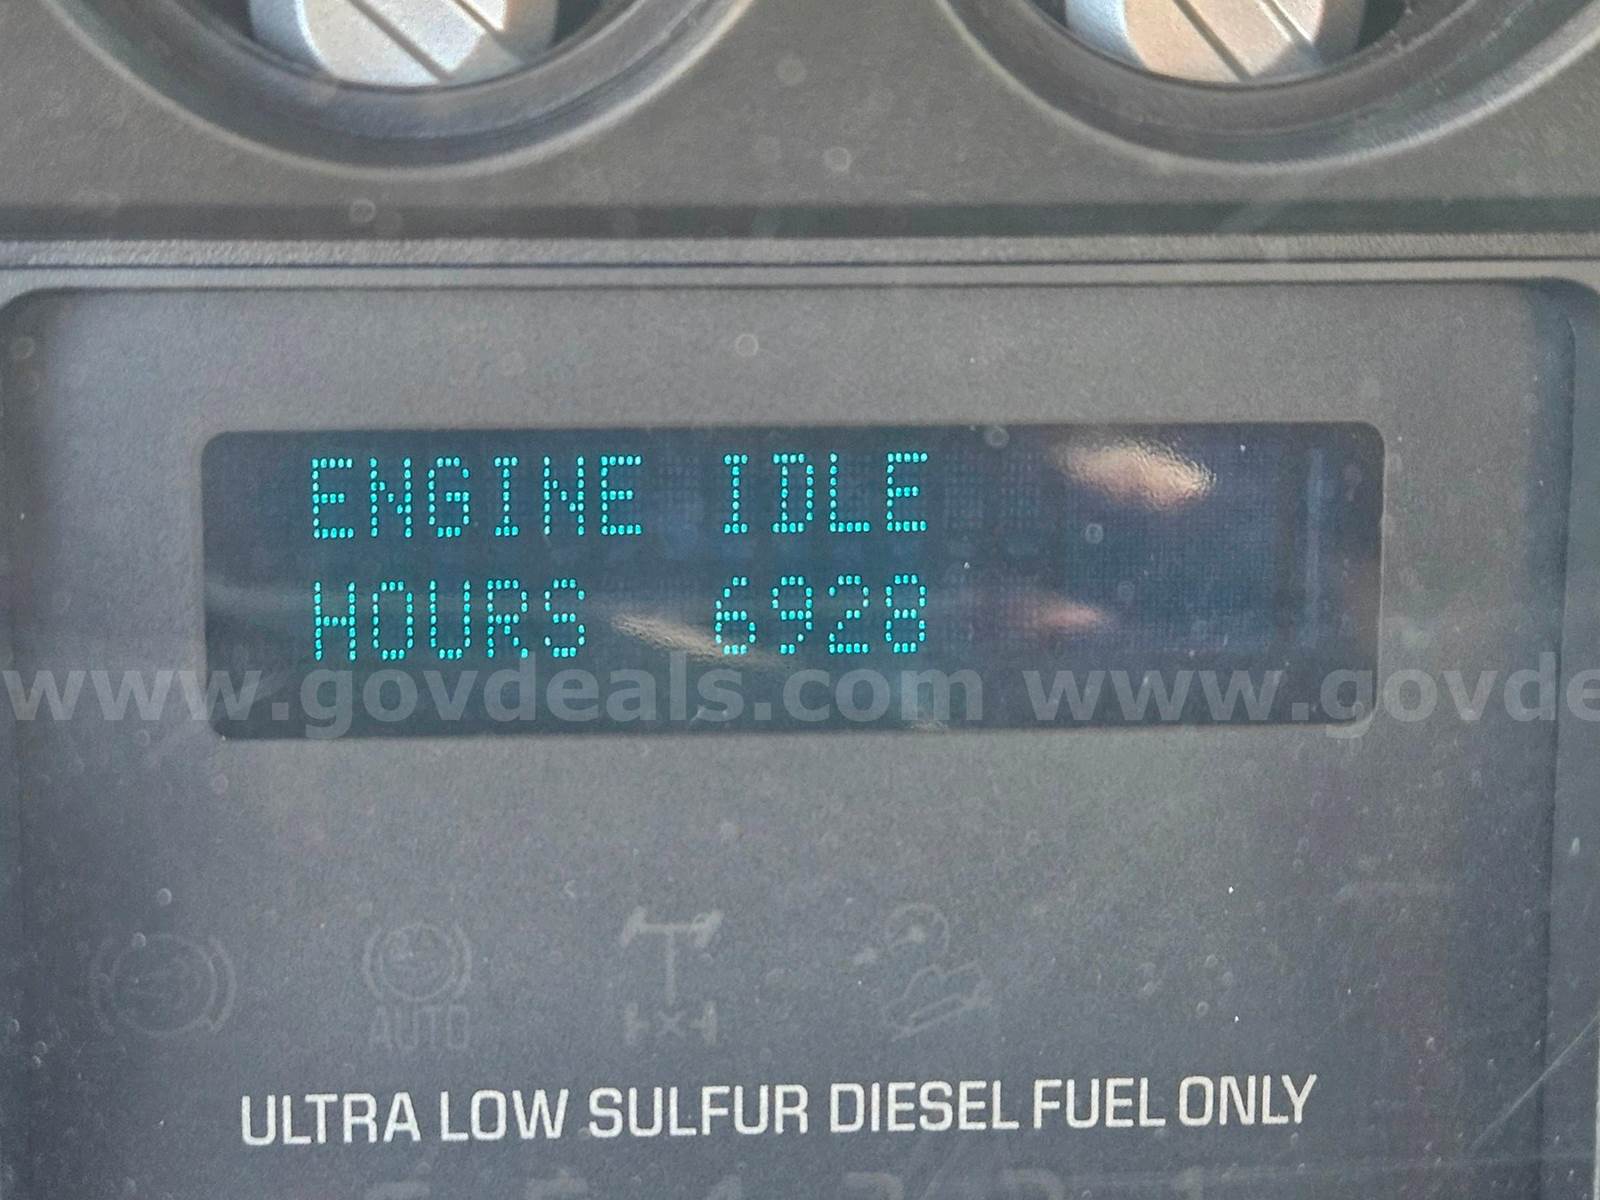 ENGINE IDLE
HOURS 6928
www.govdeals.com www.govde
AUTO
ULTRA LOW SULFUR DIESEL FUEL ONLY